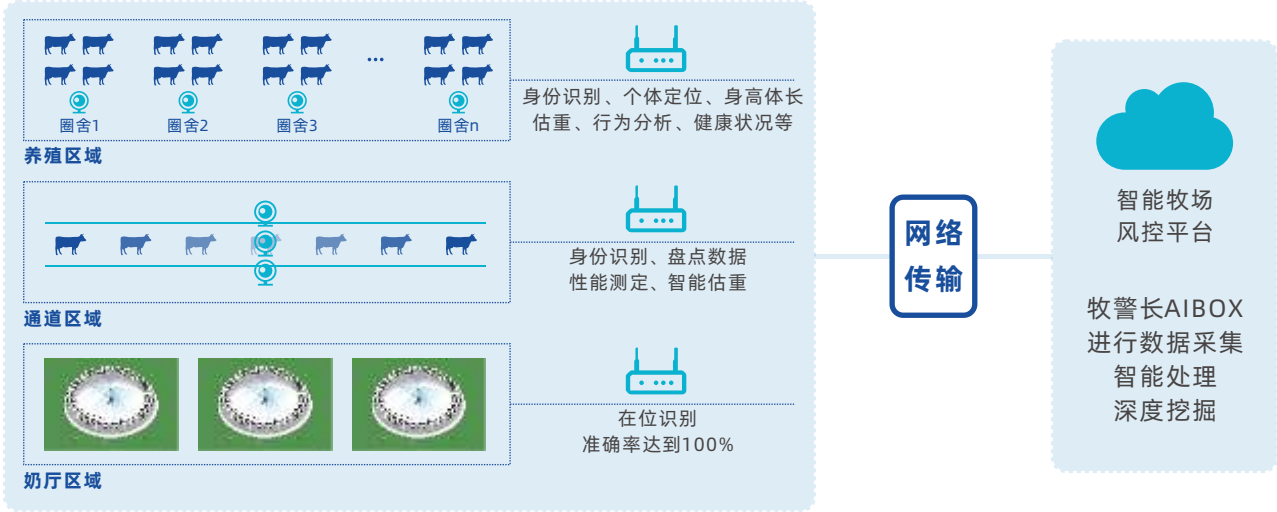 圈舍1
圈舍2
圈舍3
...
圈舍n
养殖区域
身份识别、个体定位、身高体长
估重、行为分析、健康状况等
通道区域
身份识别、盘点数据
性能测定、智能估重
奶厅区域
在位识别
准确率达到100%
网络
传输
智能牧场
风控平台
牧警长AIBOX
进行数据采集
智能处理
深度挖掘